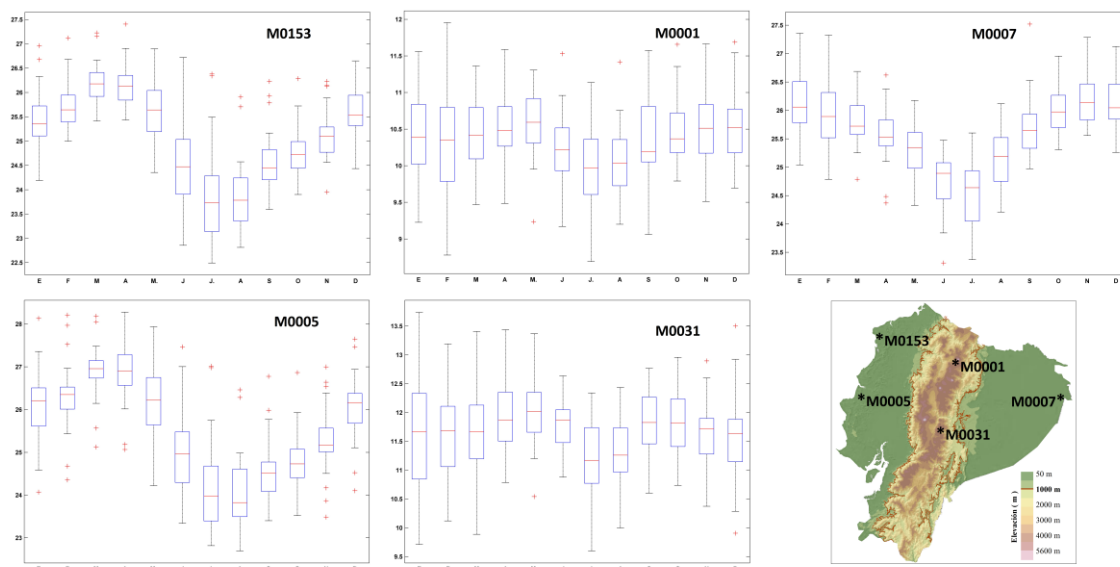 M0153
27.5
27
26.5
26
25.5
25
24.5
24
23.5
23
22.5
E F M A M. J J. A S O N D
M0001
12
11.5
11
10.5
10
9.5
9
E F M A M. J J. A S O N D
M0007
27.5
27
26.5
26
25.5
25
24.5
24
23.5
E F M A M. J J. A S O N D
M0005
28
27
26
25
24
23
M0031
13.5
13
12.5
12
11.5
11
10.5
10
9.5
*M0153
*M0001
*M0005
M0007*
*M0031
Elevación ( m )
50 m
1000 m
2000 m
3000 m
4000 m
5600 m